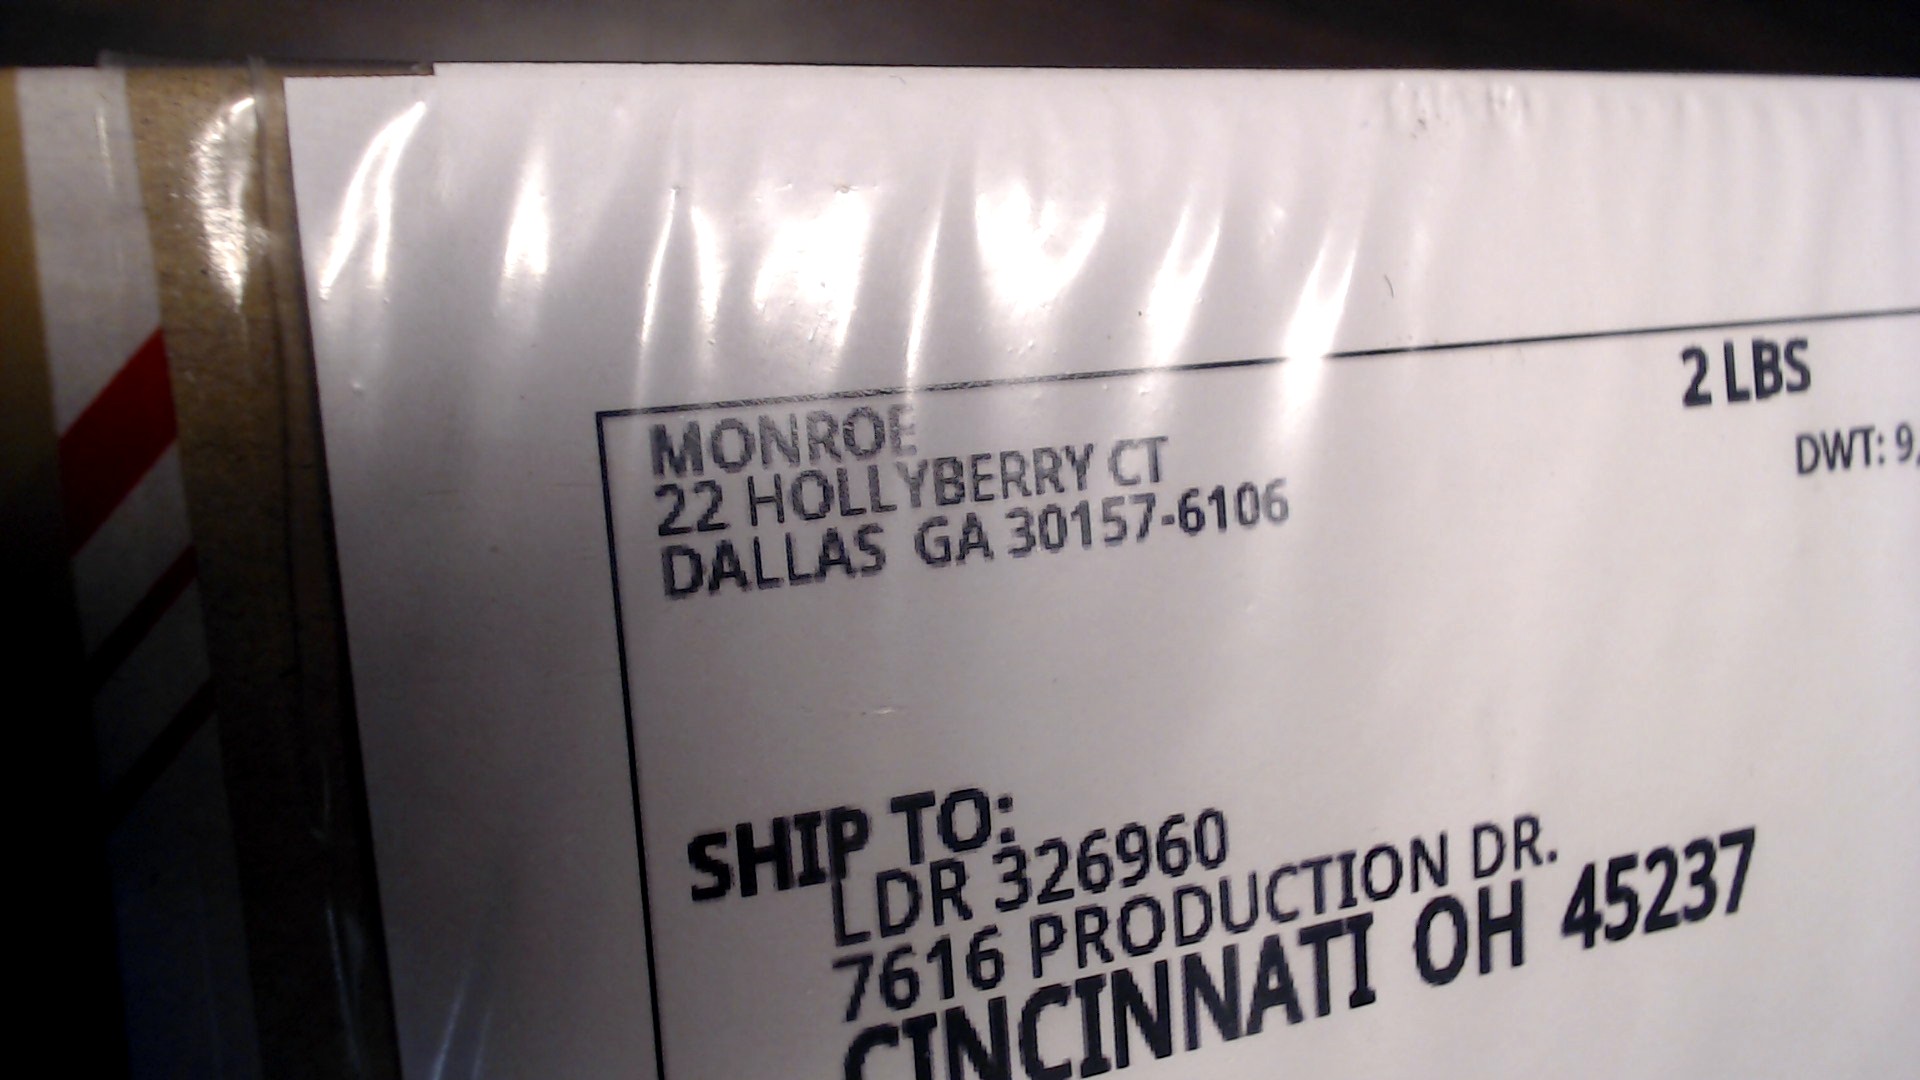 MONROE
22 HOLLYBERRY CT
DALLAS GA 30157-6106
2 LBS
DWT: 9,
SHIP TO:
LDR 326960
7616 PRODUCTION DR.
CINCINNATI OH 45237